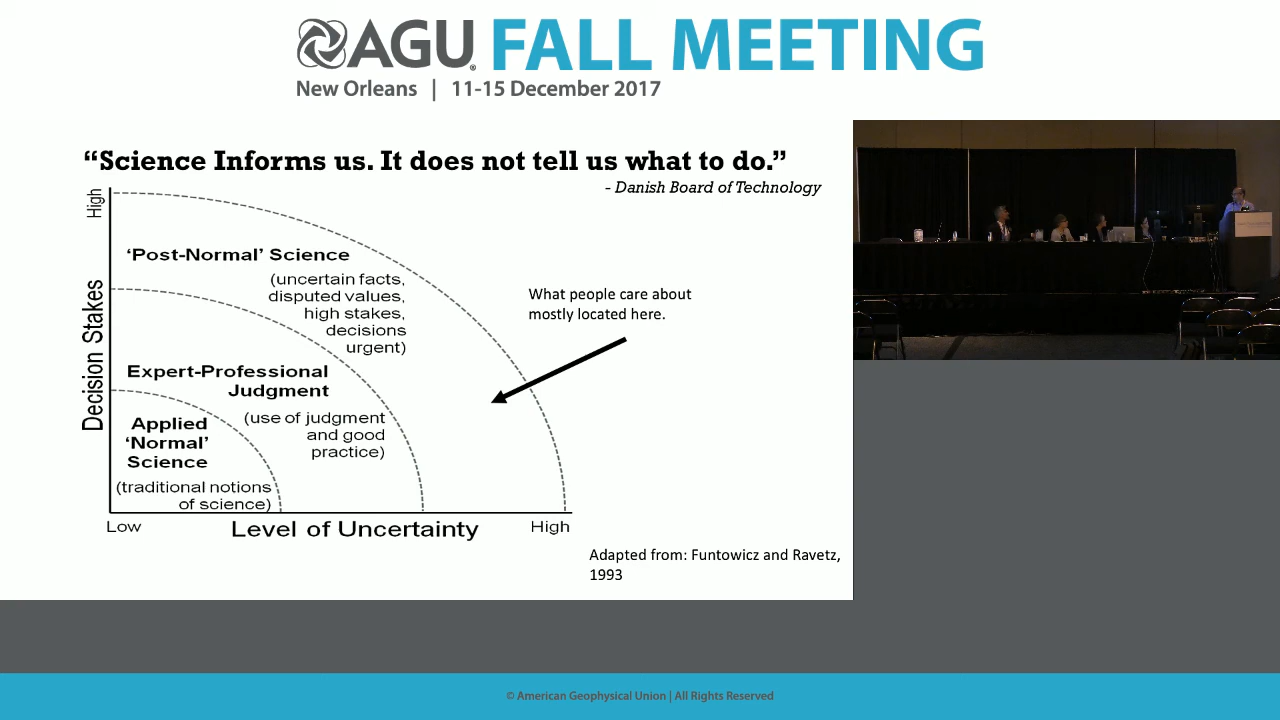 AGU FALL MEETING
New Orleans | 11-15 December 2017
“Science Informs us. It does not tell us what to do.”
- Danish Board of Technology
High
Decision Stakes
‘Post-Normal’ Science
(uncertain facts,
disputed values,
high stakes,
decisions
urgent)
What people care about
mostly located here.
Expert-Professional
Judgment
(use of judgment
and good
practice)
Applied
‘Normal’
Science
(traditional notions
of science)
Low
Level of Uncertainty
High
Adapted from: Funtowicz and Ravetz,
1993
© American Geophysical Union | All Rights Reserved